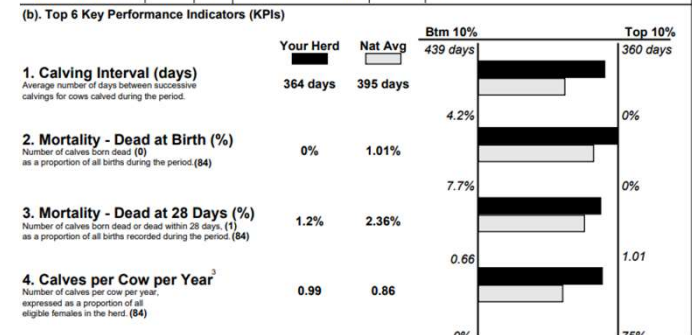 (b). Top 6 Key Performance Indicators (KPIs)
Btm 10% Top 10%
Your Herd Nat Avg 439 days 360 days
1. Calving Interval (days)
Average number of days between successive
calvings for cows calved during the period.
364 days 395 days
4.2% 0%
2. Mortality - Dead at Birth (%)
Number of calves born dead (0)
as a proportion of all births during the period.(84)
0% 1.01%
7.7% 0%
3. Mortality - Dead at 28 Days (%)
Number of calves born dead or dead within 28 days, (1)
as a proportion of all births recorded during the period. (84)
1.2% 2.36%
0.66 1.01
4. Calves per Cow per Year3
Number of calves per cow per year,
expressed as a proportion of all
eligible females in the herd. (84)
0.99 0.86
0% 75%